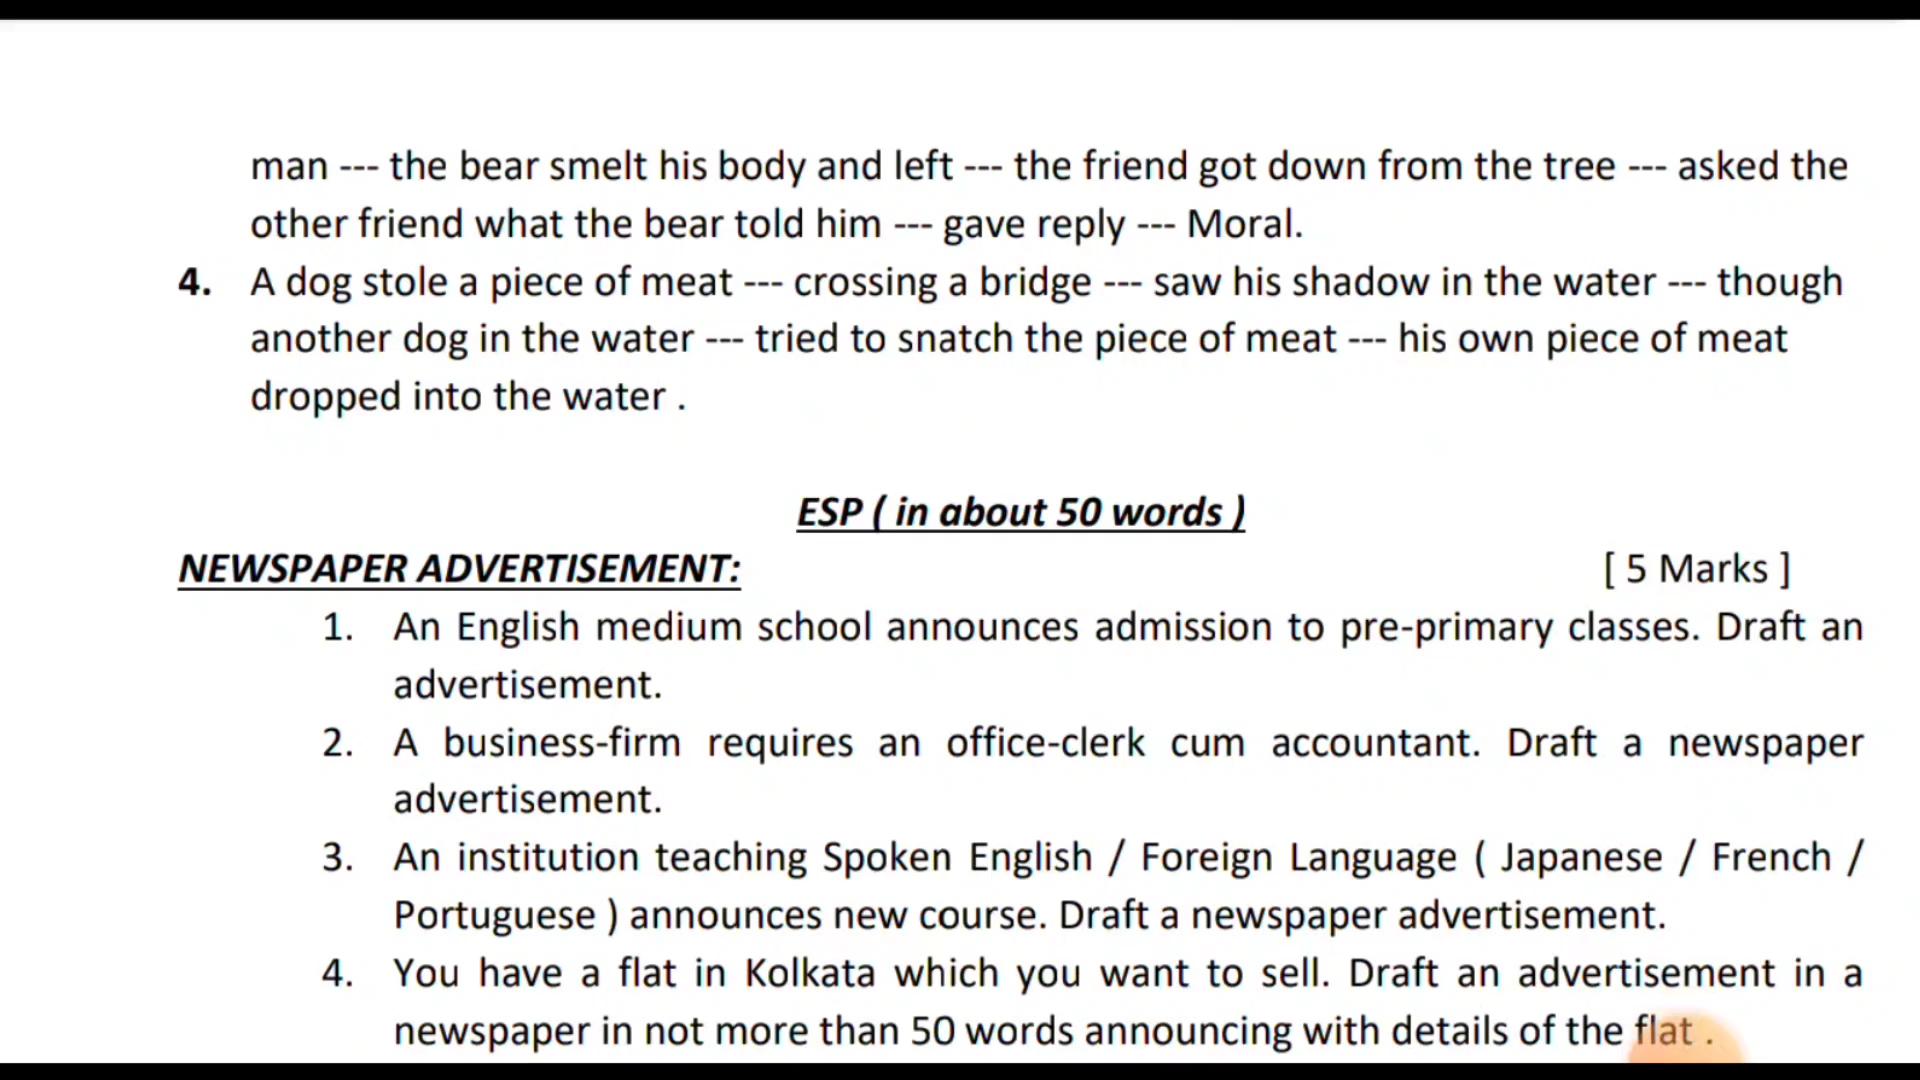 man --- the bear smelt his body and left --- the friend got down from the tree --- asked the
other friend what the bear told him --- gave reply --- Moral.
4. A dog stole a piece of meat --- crossing a bridge --- saw his shadow in the water --- though
another dog in the water --- tried to snatch the piece of meat --- his own piece of meat
dropped into the water .
ESP ( in about 50 words )
NEWSPAPER ADVERTISEMENT: [ 5 Marks ]
1. An English medium school announces admission to pre-primary classes. Draft an
advertisement.
2. A business-firm requires an office-clerk cum accountant. Draft a newspaper
advertisement.
3. An institution teaching Spoken English / Foreign Language ( Japanese / French /
Portuguese ) announces new course. Draft a newspaper advertisement.
4. You have a flat in Kolkata which you want to sell. Draft an advertisement in a
newspaper in not more than 50 words announcing with details of the flat .